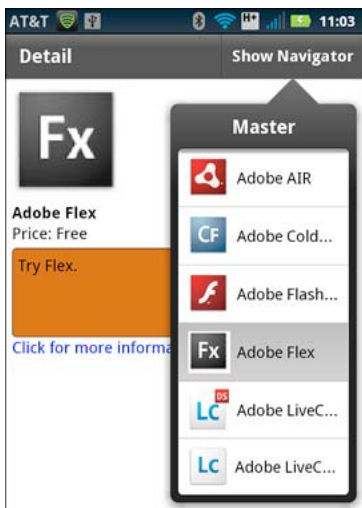 AT&T H+ 11:03
Detail Show Navigator
Fx
Adobe Flex
Price: Free
Try Flex.
Click for more informa
Master
Adobe AIR
CF Adobe Cold...
Adobe Flash...
Fx Adobe Flex
LC DS Adobe LiveC...
LC Adobe LiveC...